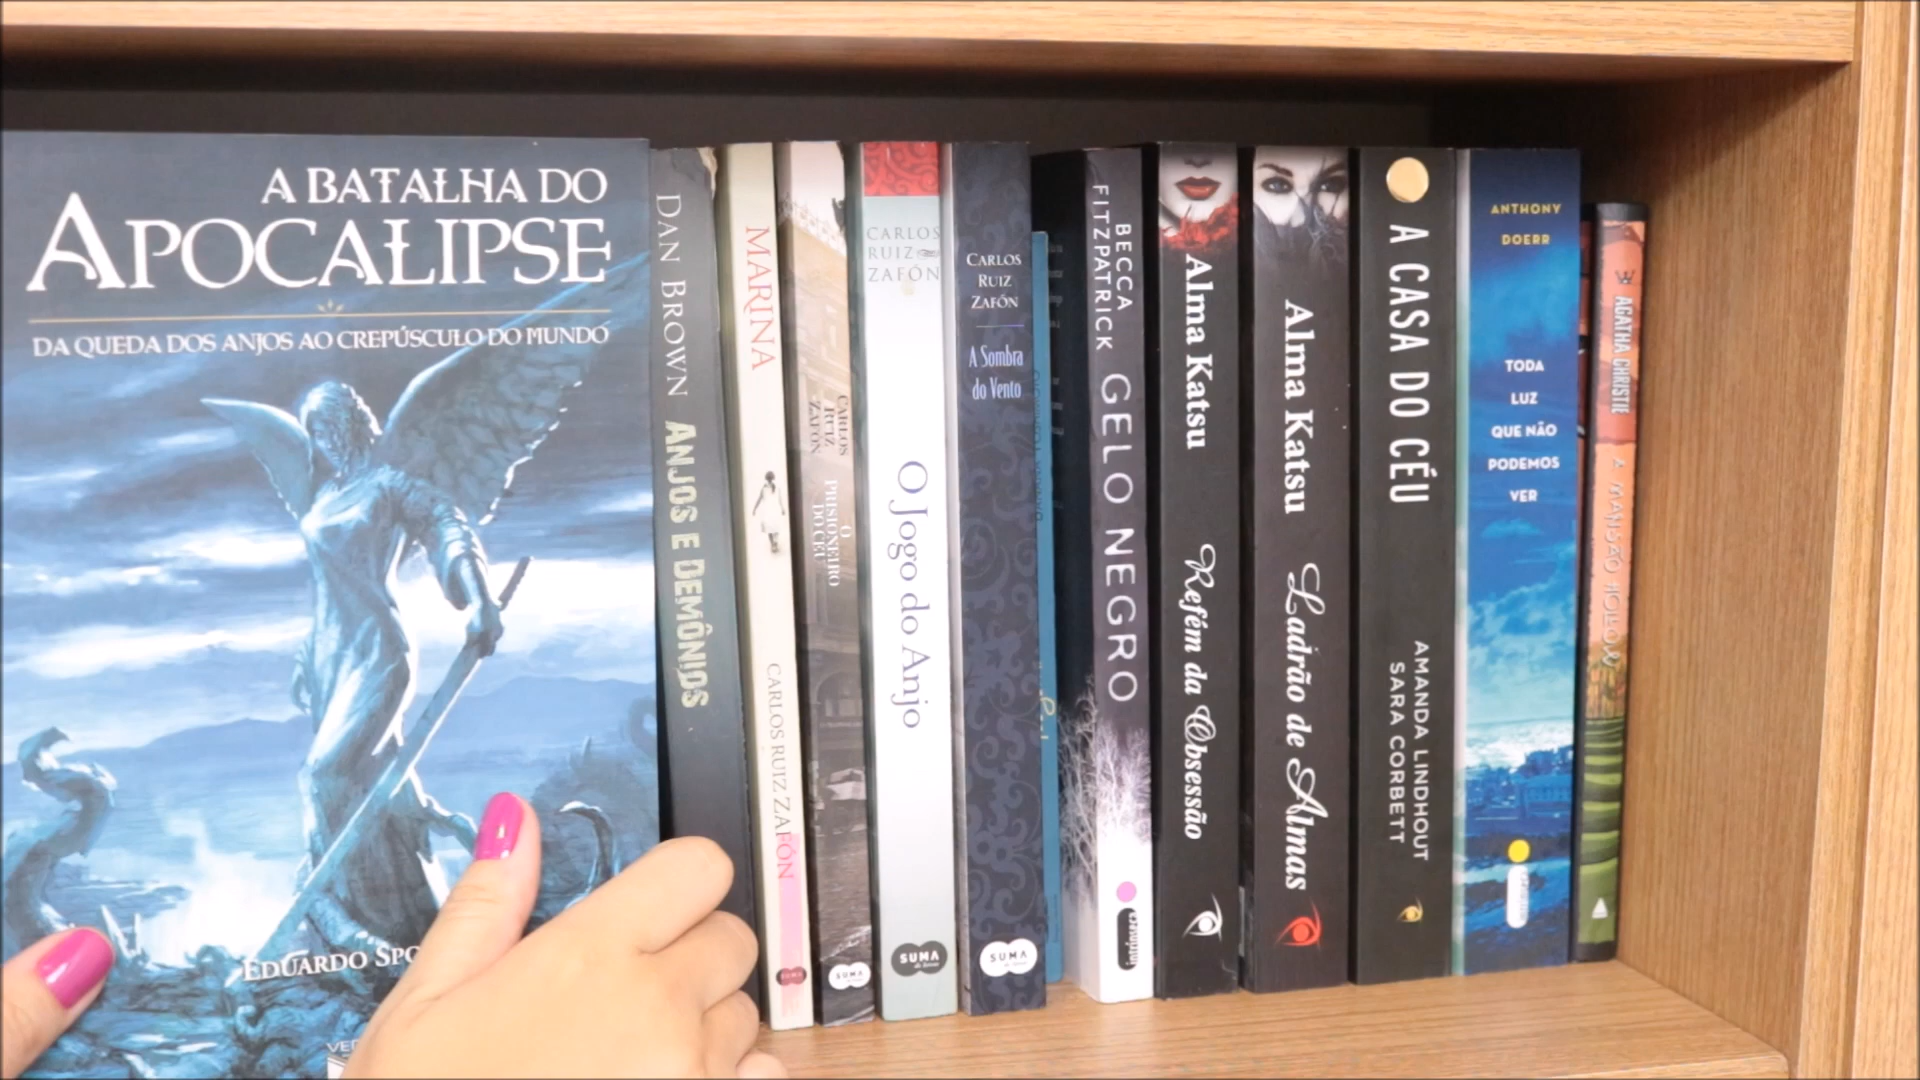 A BATALHA DO
APOCALIPSE
DA QUEDA DOS ANJOS AO CREPÚSCULO DO MUNDO
EDUARDO
DAN BROWN ANJOS E DEMÔNIOS
MARINA
CARLOS RUIZ ZAFÓN
SUMA
CARLOS
RUIZ
ZAFÓN
O
PRISIONEIRO
DO CÉU
SUMA
CARLOS
RUIZ
ZAFÓN
O Jogo do Anjo
SUMA
CARLOS
RUIZ
ZAFÓN
A Sombra
do Vento
SUMA
BECCA
FITZPATRICK
GELO NEGRO
intrínseca
Alma Katsu Refém da Obsessão
Alma Katsu Ladrão de Almas
A CASA DO CÉU
AMANDA LINDHOUT
SARA CORBETT
ANTHONY
DOERR
TODA
LUZ
QUE NÃO
PODEMOS
VER
AGATHA CHRISTIE
A MANSÃO HOLLOW